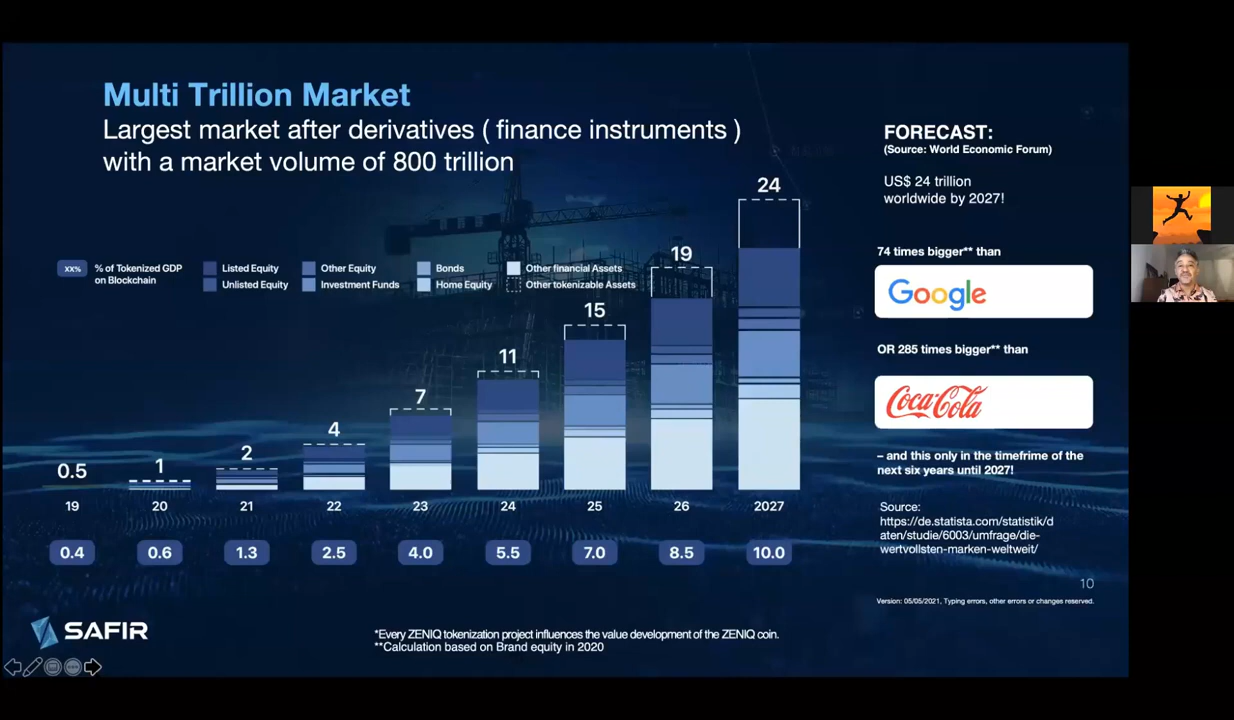 Multi Trillion Market
Largest market after derivatives ( finance instruments )
with a market volume of 800 trillion
FORECAST:
(Source: World Economic Forum)
US$ 24 trillion
worldwide by 2027!
74 times bigger** than
Google
OR 285 times bigger** than
Coca-Cola
– and this only in the timefrime of the
next six years until 2027!
Source:
https://de.statista.com/statistik/d
aten/studie/6003/umfrage/die-
wertvollsten-marken-weltweit/
XX% % of Tokenized GDP
on Blockchain
Listed Equity Other Equity Bonds Other financial Assets
Unlisted Equity Investment Funds Home Equity Other tokenizable Assets
0.5 1 2 4 7 11 15 19 24
19 20 21 22 23 24 25 26 2027
0.4 0.6 1.3 2.5 4.0 5.5 7.0 8.5 10.0
10
Version: 05/05/2021, Typing errors, other errors or changes reserved.
SAFIR
*Every ZENIQ tokenization project influences the value development of the ZENIQ coin.
**Calculation based on Brand equity in 2020